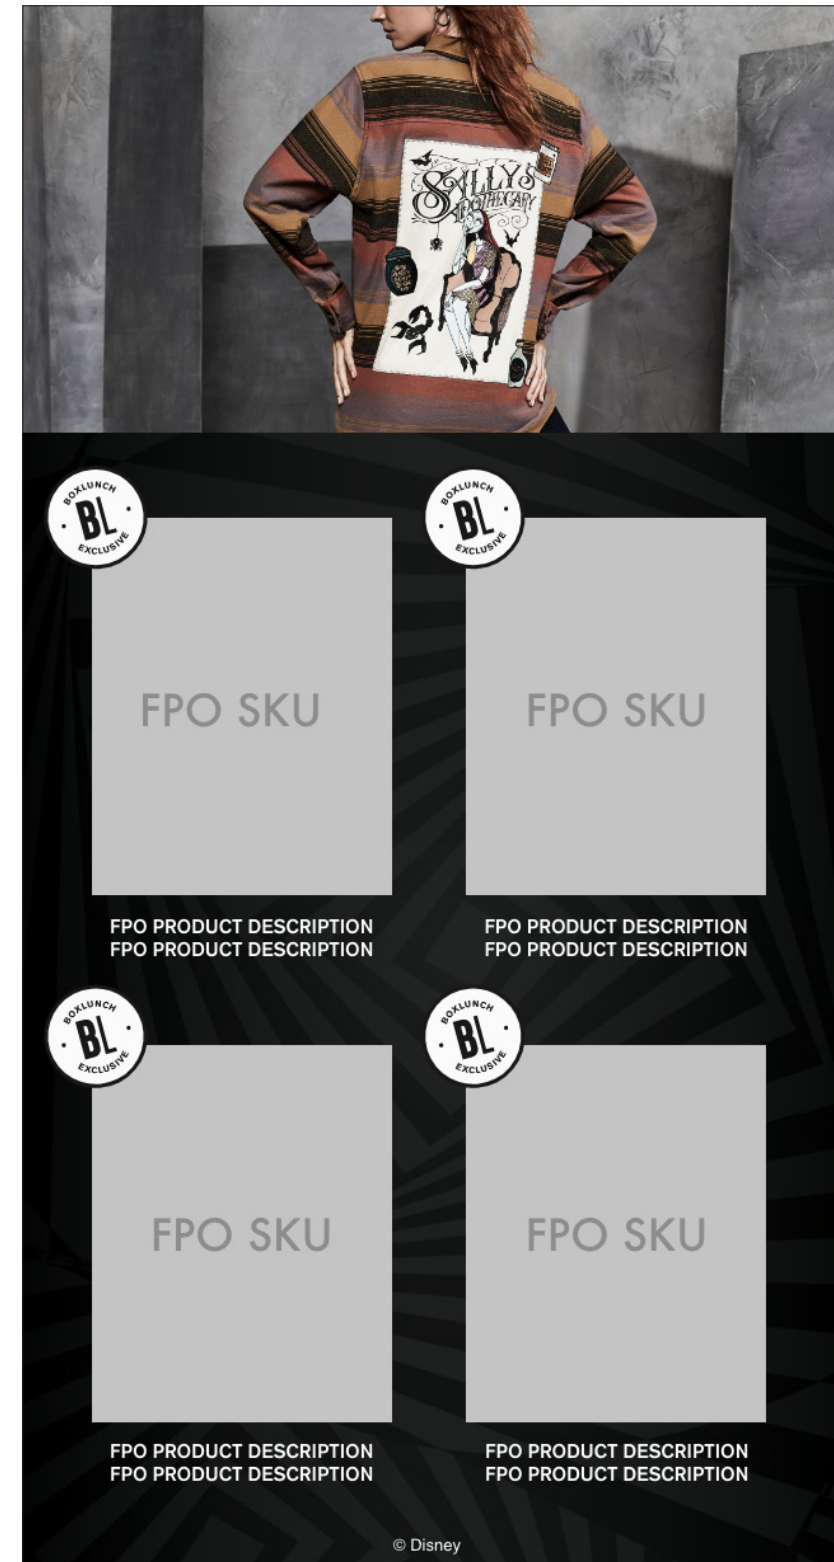 SALLY'S
APOTHECARY
BOXLUNCH
BL
EXCLUSIVE
BOXLUNCH
BL
EXCLUSIVE
FPO SKU
FPO SKU
FPO PRODUCT DESCRIPTION
FPO PRODUCT DESCRIPTION
FPO PRODUCT DESCRIPTION
FPO PRODUCT DESCRIPTION
BOXLUNCH
BL
EXCLUSIVE
BOXLUNCH
BL
EXCLUSIVE
FPO SKU
FPO SKU
FPO PRODUCT DESCRIPTION
FPO PRODUCT DESCRIPTION
FPO PRODUCT DESCRIPTION
FPO PRODUCT DESCRIPTION
© Disney